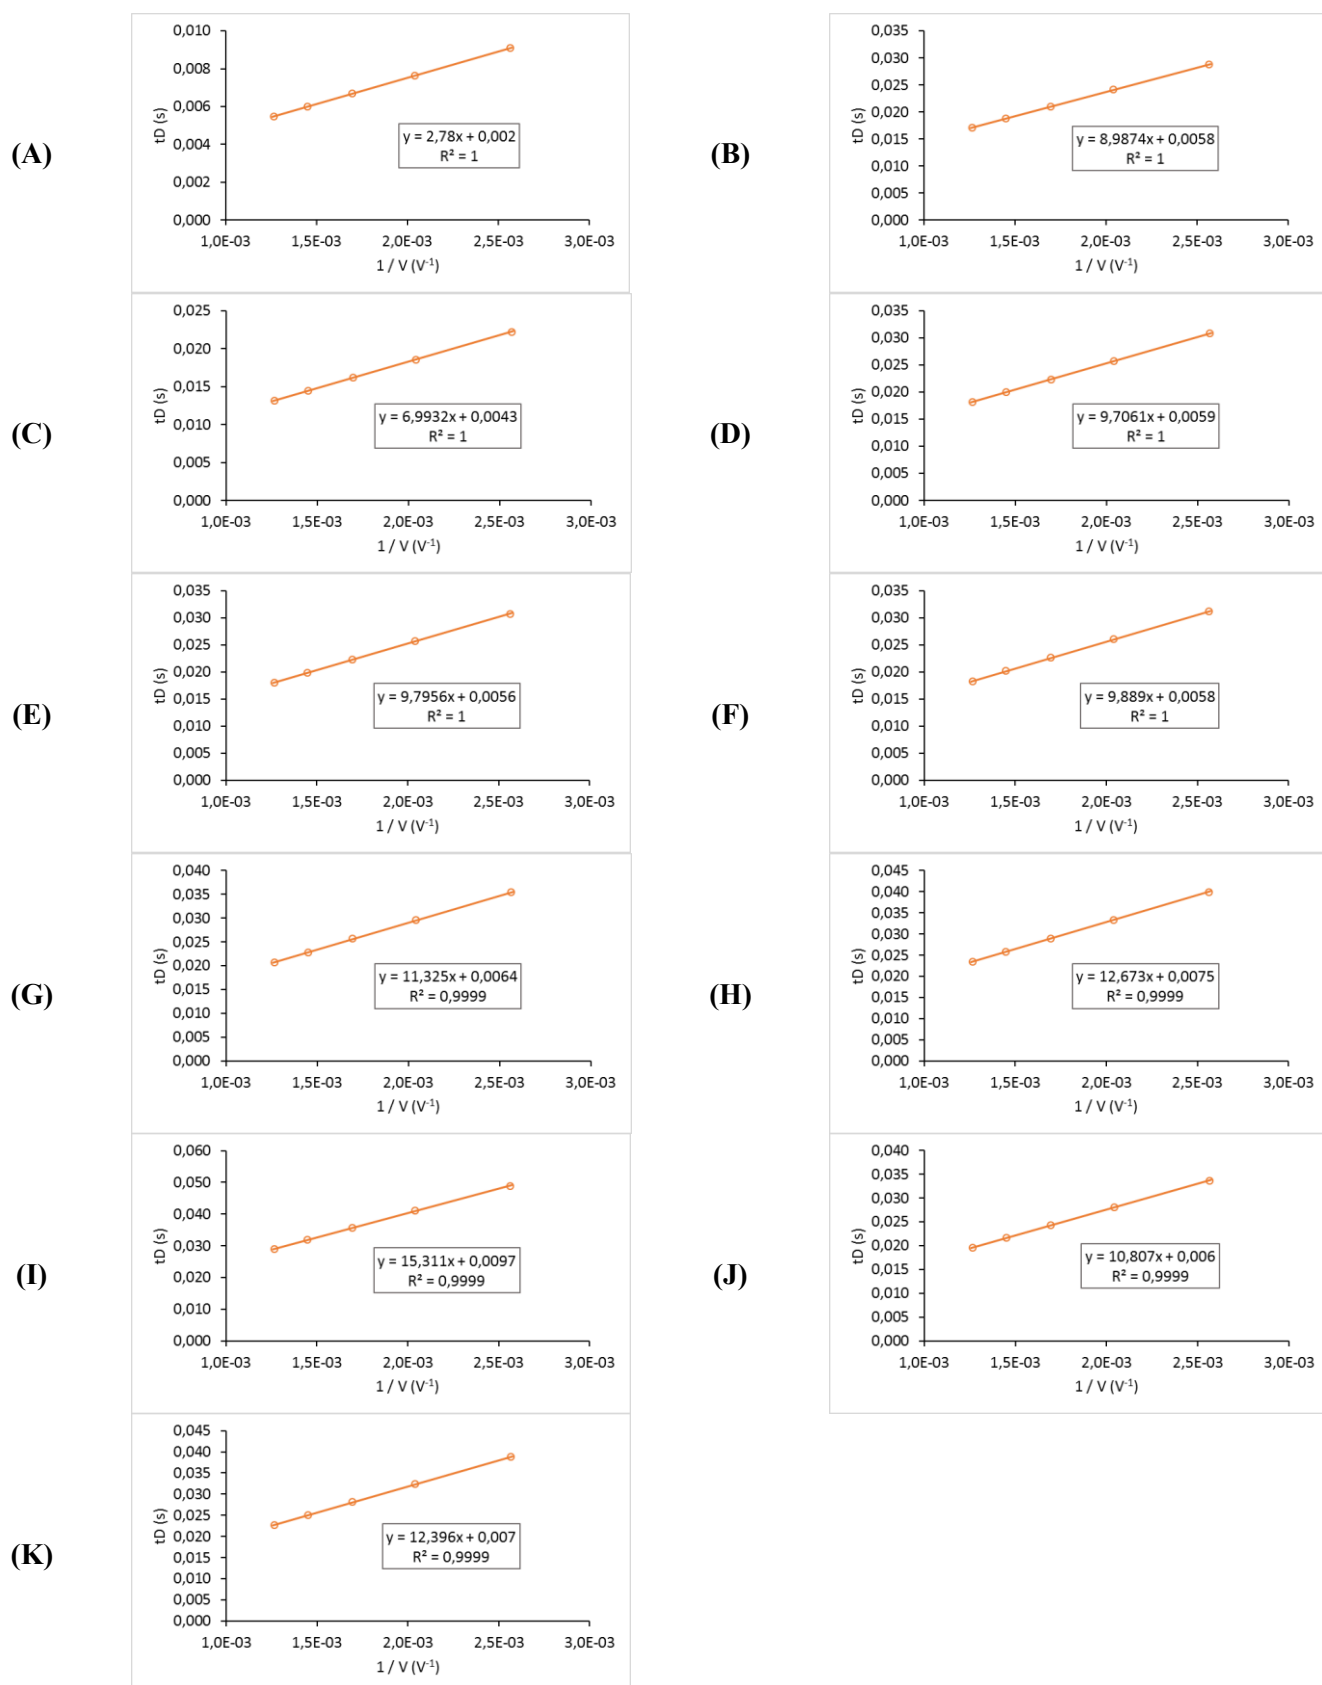 (A)
tD (s)
0,010
0,008
0,006
0,004
0,002
0,000
y = 2,78x + 0,002
R² = 1
1,0E-03 1,5E-03 2,0E-03 2,5E-03 3,0E-03
1 / V (V⁻¹)
(B)
tD (s)
0,035
0,030
0,025
0,020
0,015
0,010
0,005
0,000
y = 8,9874x + 0,0058
R² = 1
1,0E-03 1,5E-03 2,0E-03 2,5E-03 3,0E-03
1 / V (V⁻¹)
(C)
tD (s)
0,025
0,020
0,015
0,010
0,005
0,000
y = 6,9932x + 0,0043
R² = 1
1,0E-03 1,5E-03 2,0E-03 2,5E-03 3,0E-03
1 / V (V⁻¹)
(D)
tD (s)
0,035
0,030
0,025
0,020
0,015
0,010
0,005
0,000
y = 9,7061x + 0,0059
R² = 1
1,0E-03 1,5E-03 2,0E-03 2,5E-03 3,0E-03
1 / V (V⁻¹)
(E)
tD (s)
0,035
0,030
0,025
0,020
0,015
0,010
0,005
0,000
y = 9,7956x + 0,0056
R² = 1
1,0E-03 1,5E-03 2,0E-03 2,5E-03 3,0E-03
1 / V (V⁻¹)
(F)
tD (s)
0,035
0,030
0,025
0,020
0,015
0,010
0,005
0,000
y = 9,889x + 0,0058
R² = 1
1,0E-03 1,5E-03 2,0E-03 2,5E-03 3,0E-03
1 / V (V⁻¹)
(G)
tD (s)
0,040
0,035
0,030
0,025
0,020
0,015
0,010
0,005
0,000
y = 11,325x + 0,0064
R² = 0,9999
1,0E-03 1,5E-03 2,0E-03 2,5E-03 3,0E-03
1 / V (V⁻¹)
(H)
tD (s)
0,045
0,040
0,035
0,030
0,025
0,020
0,015
0,010
0,005
0,000
y = 12,673x + 0,0075
R² = 0,9999
1,0E-03 1,5E-03 2,0E-03 2,5E-03 3,0E-03
1 / V (V⁻¹)
(I)
tD (s)
0,060
0,050
0,040
0,030
0,020
0,010
0,000
y = 15,311x + 0,0097
R² = 0,9999
1,0E-03 1,5E-03 2,0E-03 2,5E-03 3,0E-03
1 / V (V⁻¹)
(J)
tD (s)
0,040
0,035
0,030
0,025
0,020
0,015
0,010
0,005
0,000
y = 10,807x + 0,006
R² = 0,9999
1,0E-03 1,5E-03 2,0E-03 2,5E-03 3,0E-03
1 / V (V⁻¹)
(K)
tD (s)
0,045
0,040
0,035
0,030
0,025
0,020
0,015
0,010
0,005
0,000
y = 12,396x + 0,007
R² = 0,9999
1,0E-03 1,5E-03 2,0E-03 2,5E-03 3,0E-03
1 / V (V⁻¹)